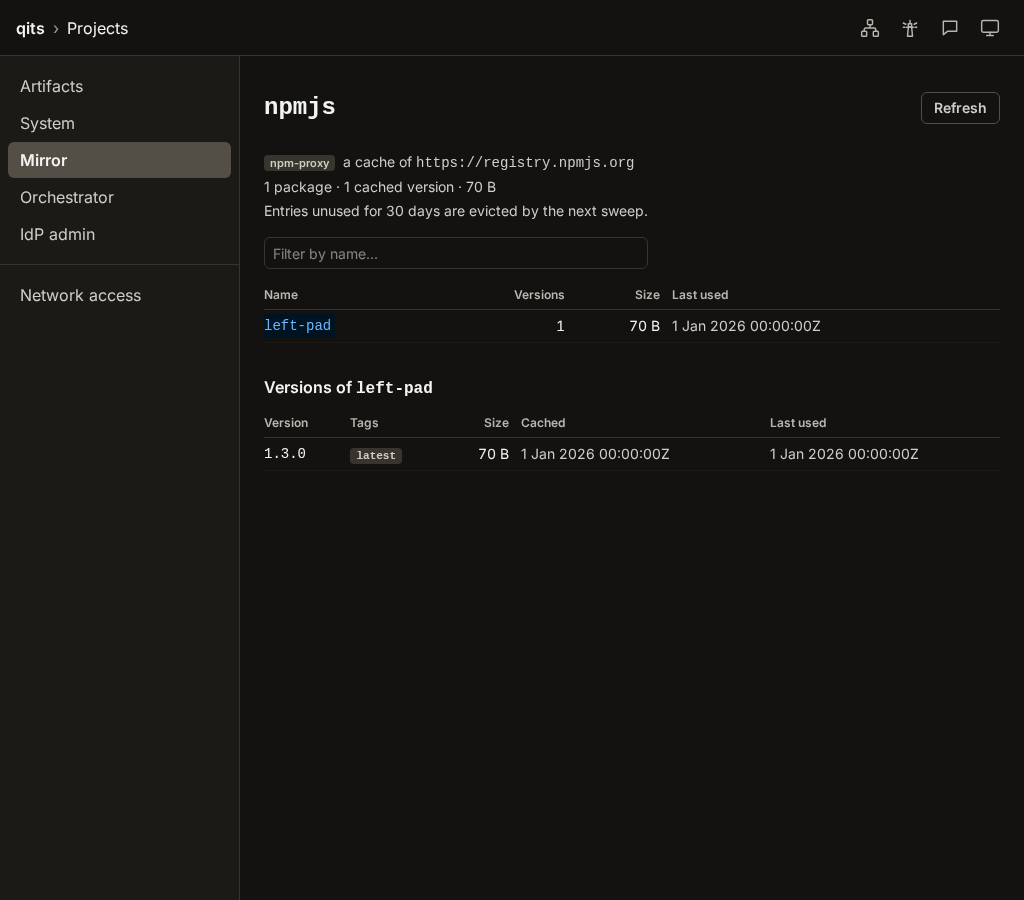 qits › Projects
Artifacts
System
Mirror
Orchestrator
IdP admin
Network access
npmjs
Refresh
npm-proxy a cache of https://registry.npmjs.org
1 package · 1 cached version · 70 B
Entries unused for 30 days are evicted by the next sweep.
Filter by name...
Name Versions Size Last used
left-pad 1 70 B 1 Jan 2026 00:00:00Z
Versions of left-pad
Version Tags Size Cached Last used
1.3.0 latest 70 B 1 Jan 2026 00:00:00Z 1 Jan 2026 00:00:00Z